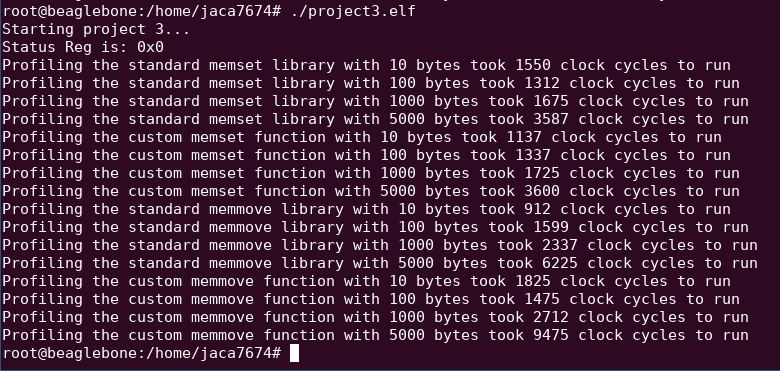 root@beaglebone:/home/jaca7674# ./project3.elf
Starting project 3...
Status Reg is: 0x0
Profiling the standard memset library with 10 bytes took 1550 clock cycles to run
Profiling the standard memset library with 100 bytes took 1312 clock cycles to run
Profiling the standard memset library with 1000 bytes took 1675 clock cycles to run
Profiling the standard memset library with 5000 bytes took 3587 clock cycles to run
Profiling the custom memset function with 10 bytes took 1137 clock cycles to run
Profiling the custom memset function with 100 bytes took 1337 clock cycles to run
Profiling the custom memset function with 1000 bytes took 1725 clock cycles to run
Profiling the custom memset function with 5000 bytes took 3600 clock cycles to run
Profiling the standard memmove library with 10 bytes took 912 clock cycles to run
Profiling the standard memmove library with 100 bytes took 1599 clock cycles to run
Profiling the standard memmove library with 1000 bytes took 2337 clock cycles to run
Profiling the standard memmove library with 5000 bytes took 6225 clock cycles to run
Profiling the custom memmove function with 10 bytes took 1825 clock cycles to run
Profiling the custom memmove function with 100 bytes took 1475 clock cycles to run
Profiling the custom memmove function with 1000 bytes took 2712 clock cycles to run
Profiling the custom memmove function with 5000 bytes took 9475 clock cycles to run
root@beaglebone:/home/jaca7674#